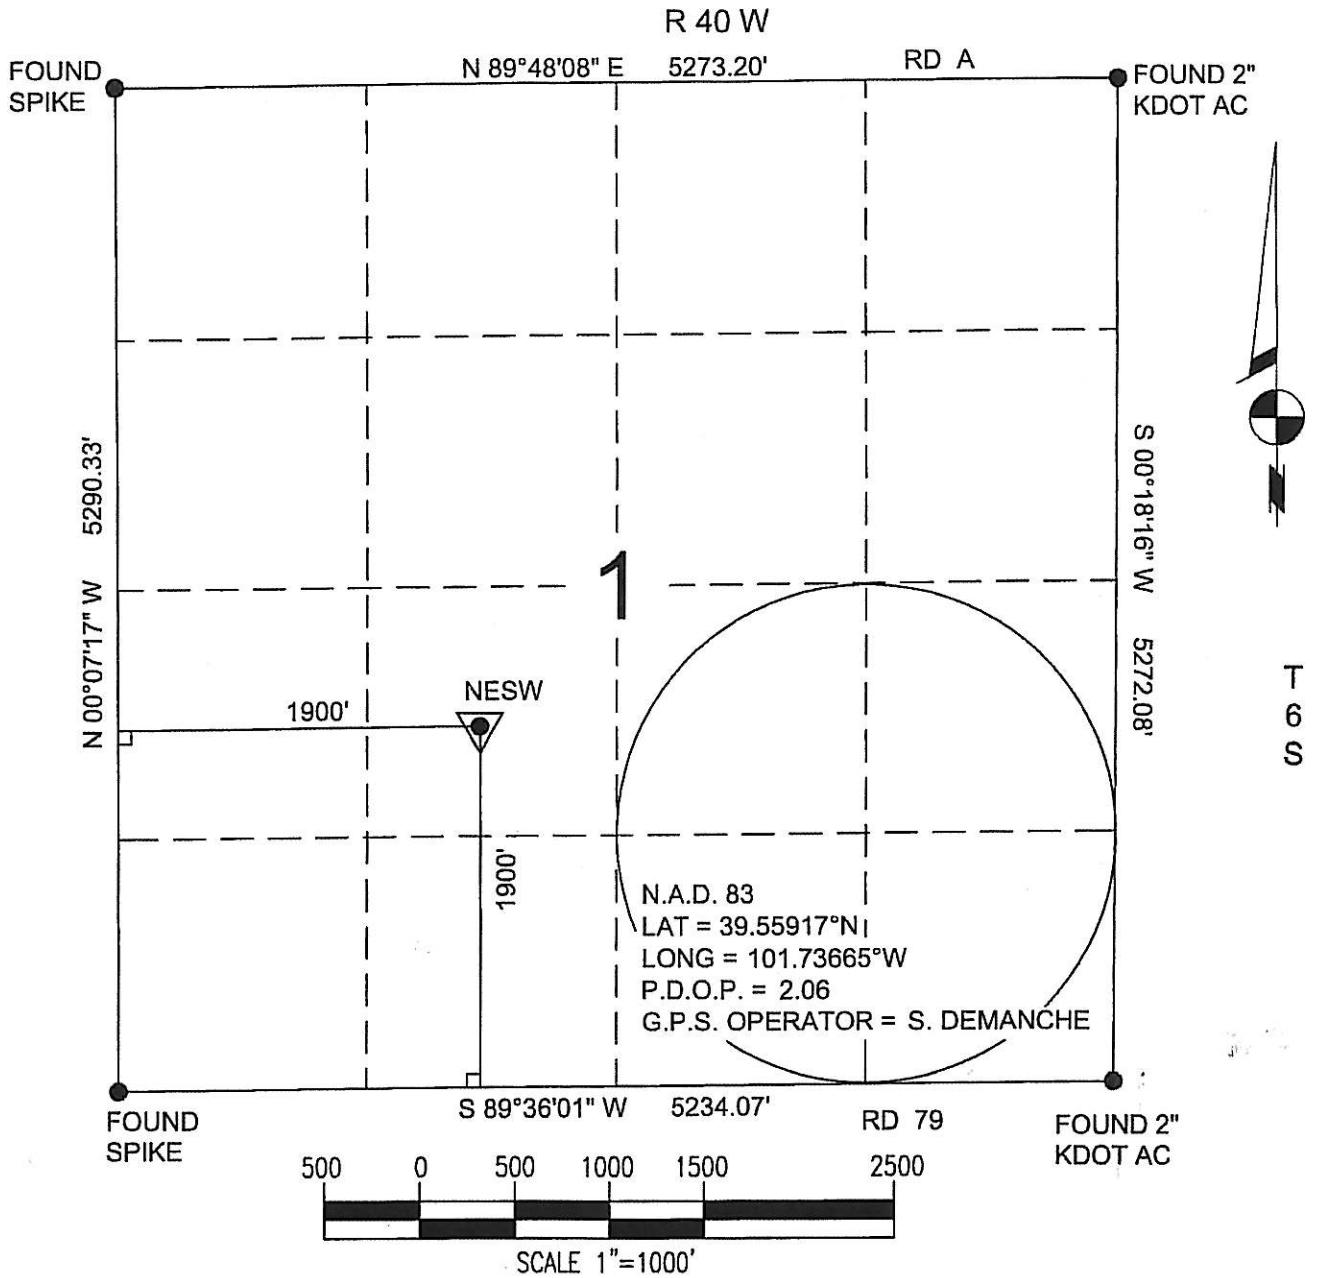 R 40 W
N 89°48'08" E 5273.20' RD A
FOUND
SPIKE
FOUND 2"
KDOT AC
N 00°07'17" W 5290.33'
S 00°18'16" W 5272.08'
1
T
6
S
N
NESW
1900'
1900'
N.A.D. 83
LAT = 39.55917°N
LONG = 101.73665°W
P.D.O.P. = 2.06
G.P.S. OPERATOR = S. DEMANCHE
S 89°36'01" W 5234.07' RD 79
FOUND
SPIKE
FOUND 2"
KDOT AC
500 0 500 1000 1500 2500
SCALE 1"=1000'